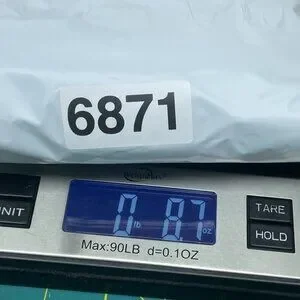 6871
UNIT
0 lb 8.7 oz
TARE
HOLD
Max:90LB d=0.1OZ